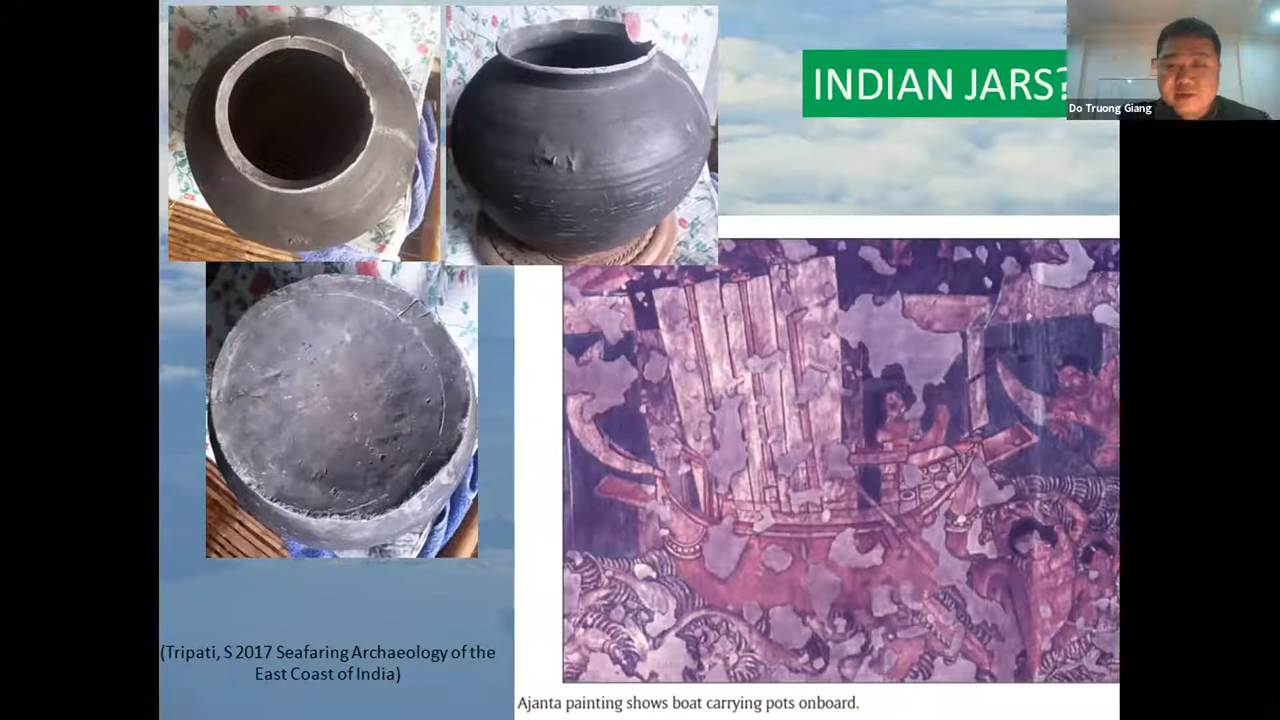 INDIAN JARS?
Do Truong Giang
(Tripati, S 2017 Seafaring Archaeology of the
East Coast of India)
Ajanta painting shows boat carrying pots onboard.